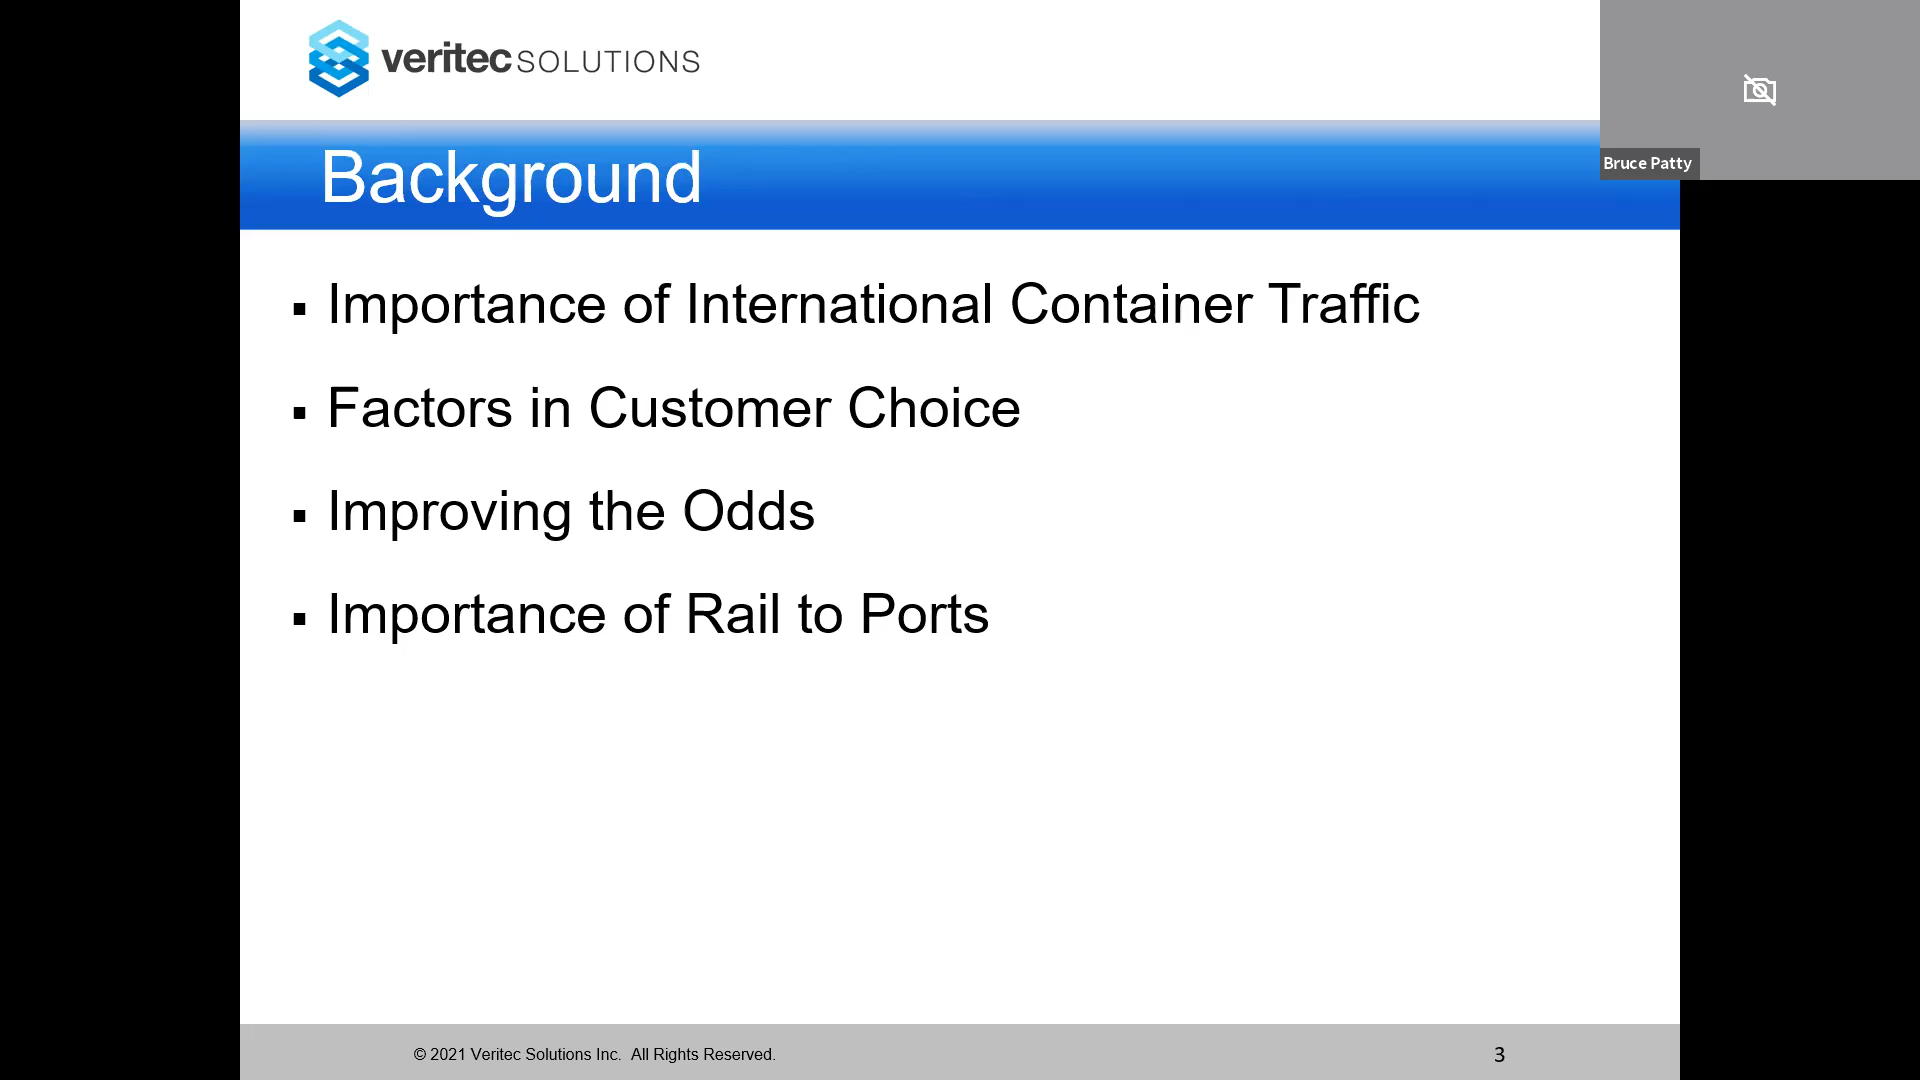 veritec SOLUTIONS
Bruce Patty
Background
▪ Importance of International Container Traffic
▪ Factors in Customer Choice
▪ Improving the Odds
▪ Importance of Rail to Ports
© 2021 Veritec Solutions Inc. All Rights Reserved.
3